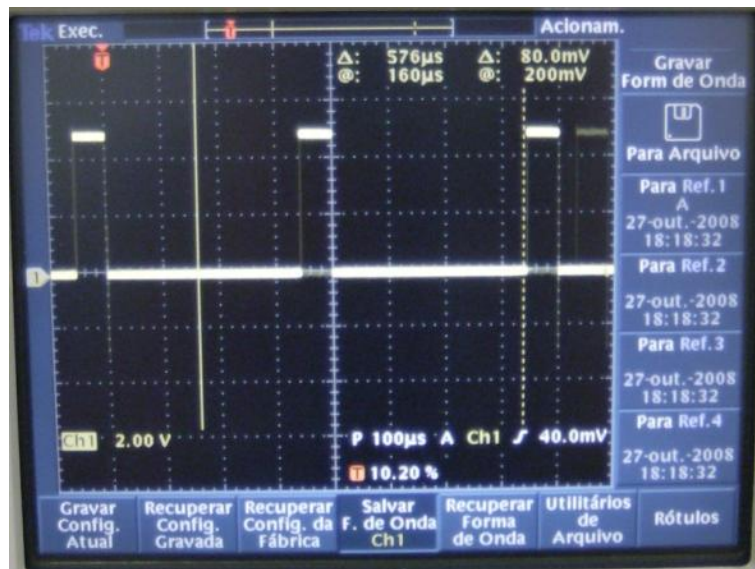 Tek Exec.
Acionam.
T
T
Δ: 576µs Δ: 80.0mV
@: 160µs @: 200mV
1
Ch1 2.00 V
P 100µs A Ch1 ʃ 40.0mV
T 10.20 %
Gravar
Form de Onda
Para Arquivo
Para Ref.1
A
27-out.-2008
18:18:32
Para Ref.2
27-out.-2008
18:18:32
Para Ref.3
27-out.-2008
18:18:32
Para Ref.4
27-out.-2008
18:18:32
Gravar
Config.
Atual
Recuperar
Config.
Gravada
Recuperar
Config. da
Fábrica
Salvar
F. de Onda
Ch1
Recuperar
Forma
de Onda
Utilitários
de
Arquivo
Rótulos